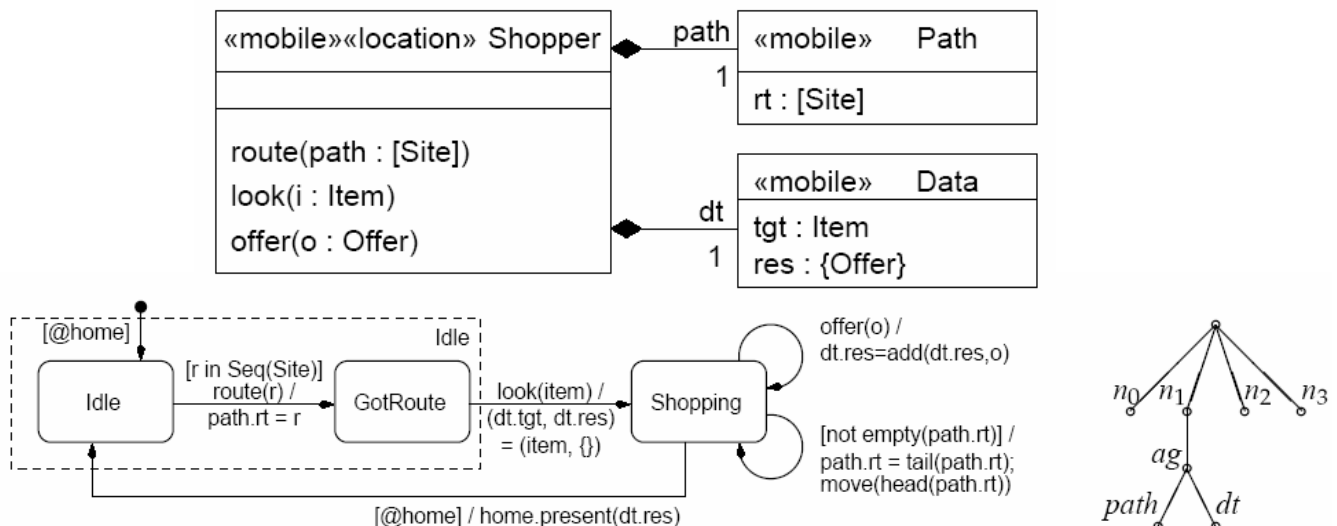 «mobile»«location» Shopper
path
1
«mobile» Path
rt : [Site]
route(path : [Site])
look(i : Item)
offer(o : Offer)
dt
1
«mobile» Data
tgt : Item
res : {Offer}
[@home]
Idle
Idle
[r in Seq(Site)]
route(r) /
path.rt = r
GotRoute
look(item) /
(dt.tgt, dt.res)
= (item, {})
Shopping
offer(o) /
dt.res=add(dt.res,o)
[not empty(path.rt)] /
path.rt = tail(path.rt);
move(head(path.rt))
[@home] / home.present(dt.res)
n0 n1 n2 n3
ag
path dt